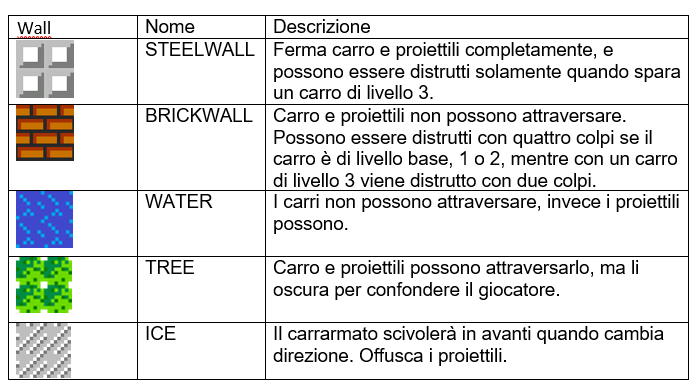 Wall Nome Descrizione
STEELWALL Ferma carro e proiettili completamente, e
possono essere distrutti solamente quando spara
un carro di livello 3.
BRICKWALL Carro e proiettili non possono attraversare.
Possono essere distrutti con quattro colpi se il
carro è di livello base, 1 o 2, mentre con un carro
di livello 3 viene distrutto con due colpi.
WATER I carri non possono attraversare, invece i proiettili
possono.
TREE Carro e proiettili possono attraversarlo, ma li
oscura per confondere il giocatore.
ICE Il carrarmato scivolerà in avanti quando cambia
direzione. Offusca i proiettili.